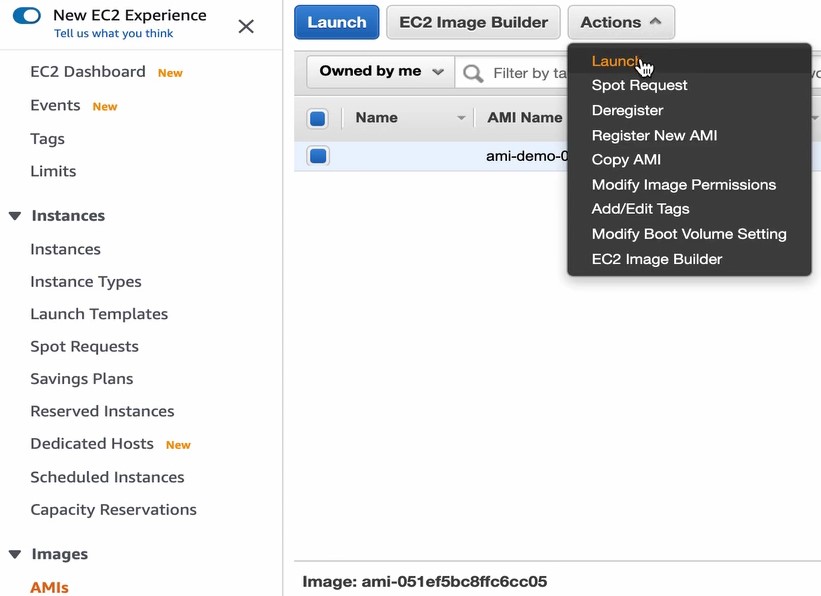 New EC2 Experience
Tell us what you think
EC2 Dashboard New
Events New
Tags
Limits
Instances
Instances
Instance Types
Launch Templates
Spot Requests
Savings Plans
Reserved Instances
Dedicated Hosts New
Scheduled Instances
Capacity Reservations
Images
AMIs
Launch
EC2 Image Builder
Actions
Owned by me
Filter by ta
Name
AMI Name
ami-demo-0
Launch
Spot Request
Deregister
Register New AMI
Copy AMI
Modify Image Permissions
Add/Edit Tags
Modify Boot Volume Setting
EC2 Image Builder
Image: ami-051ef5bc8ffc6cc05